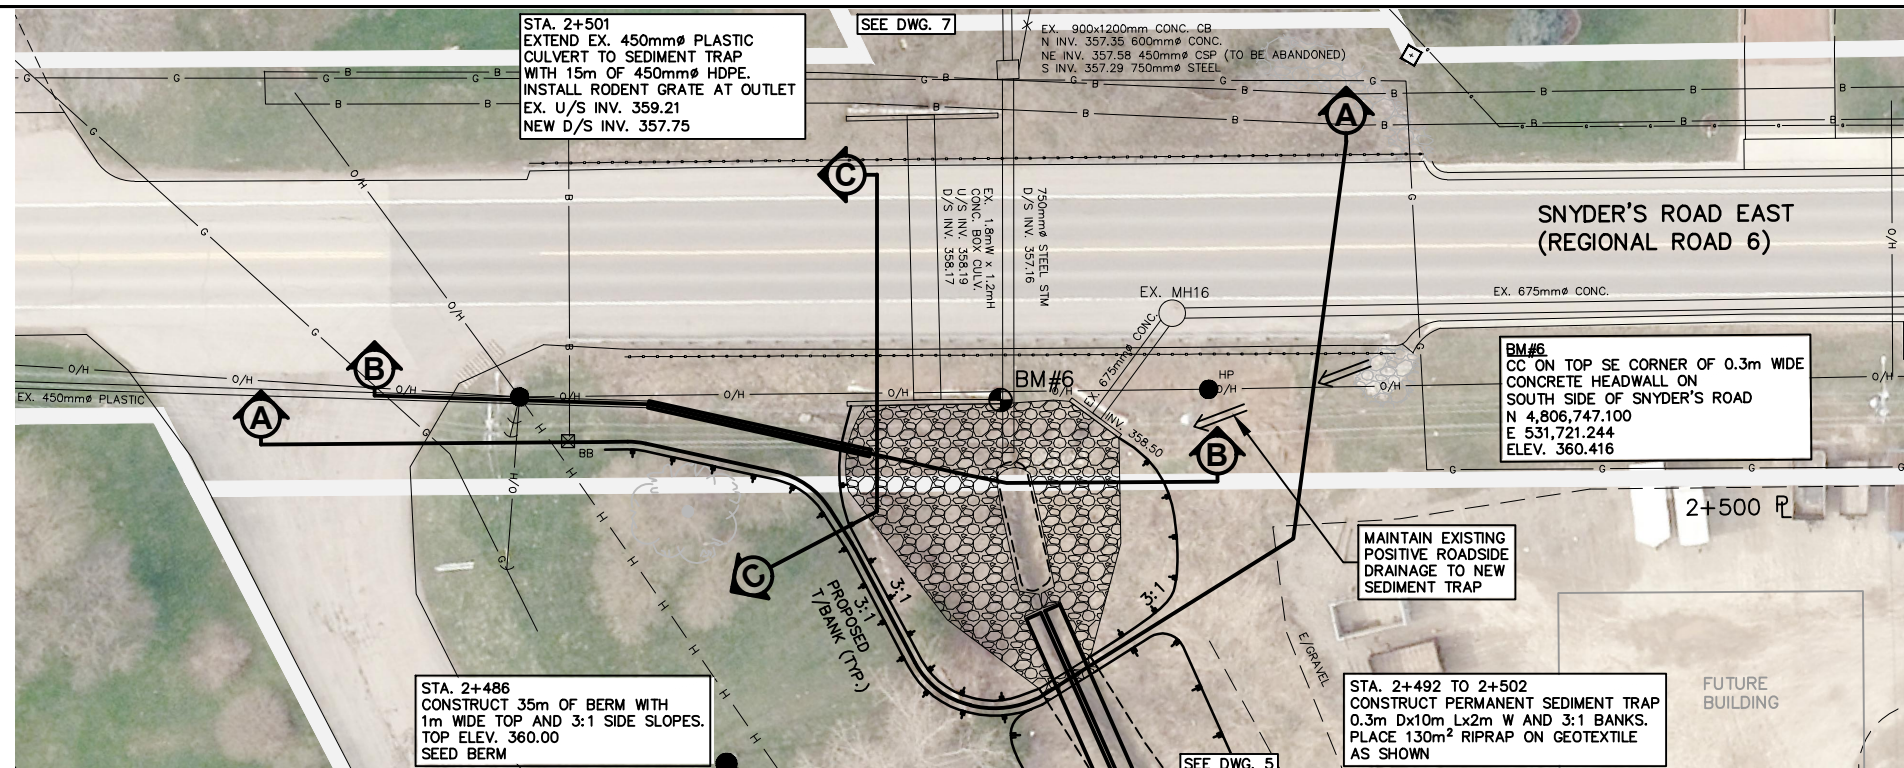 STA. 2+501
EXTEND EX. 450mmø PLASTIC
CULVERT TO SEDIMENT TRAP
WITH 15m OF 450mmø HDPE.
INSTALL RODENT GRATE AT OUTLET
EX. U/S INV. 359.21
NEW D/S INV. 357.75
SEE DWG. 7
EX. 900x1200mm CONC. CB
N INV. 357.35 600mmø CONC.
NE INV. 357.58 450mmø CSP (TO BE ABANDONED)
S INV. 357.29 750mmø STEEL
A
C
SNYDER'S ROAD EAST
(REGIONAL ROAD 6)
750mmø STEEL STM
D/S INV. 357.16
EX. 1.8mW x 1.2mH
CONC. BOX CULV.
U/S INV. 358.19
D/S INV. 358.17
EX. MH16
EX. 675mmø CONC.
EX. 675mmø CONC.
INV. 358.50
BM#6
HP
BM#6
CC ON TOP SE CORNER OF 0.3m WIDE
CONCRETE HEADWALL ON
SOUTH SIDE OF SNYDER'S ROAD
N 4,806,747.100
E 531,721.244
ELEV. 360.416
B
A
EX. 450mmø PLASTIC
O/H
G
B
H
BB
B
2+500 PL
MAINTAIN EXISTING
POSITIVE ROADSIDE
DRAINAGE TO NEW
SEDIMENT TRAP
C
3:1
3:1
PROPOSED
T/BANK (TYP.)
3:1
E/GRAVEL
FUTURE
BUILDING
STA. 2+486
CONSTRUCT 35m OF BERM WITH
1m WIDE TOP AND 3:1 SIDE SLOPES.
TOP ELEV. 360.00
SEED BERM
STA. 2+492 TO 2+502
CONSTRUCT PERMANENT SEDIMENT TRAP
0.3m Dx10m Lx2m W AND 3:1 BANKS.
PLACE 130m² RIPRAP ON GEOTEXTILE
AS SHOWN
SEE DWG. 5